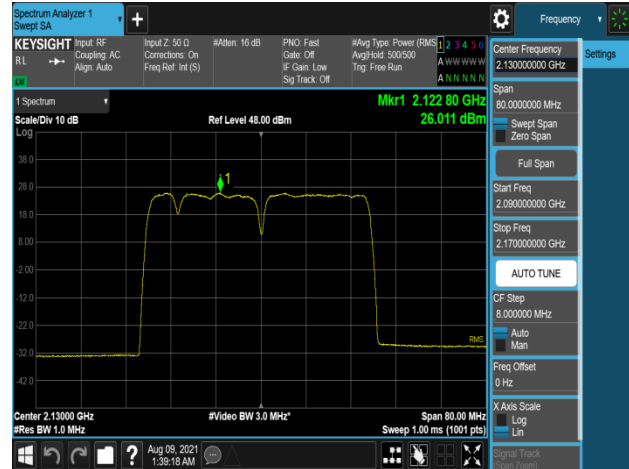 Spectrum Analyzer 1
Swept SA
Frequency
KEYSIGHT
RL
LV
Input: RF
Coupling: AC
Align: Auto
Input Z: 50 Ω
Corrections: On
Freq Ref: Int (S)
#Atten: 16 dB
PNO: Fast
Gate: Off
IF Gain: Low
Sig Track: Off
#Avg Type: Power (RMS
Avg|Hold: 500/500
Trig: Free Run
1 2 3 4 5 6
A W W W W W
A N N N N N
1 Spectrum
Scale/Div 10 dB
Log
Ref Level 48.00 dBm
Mkr1 2.122 80 GHz
26.011 dBm
38.0
28.0
18.0
8.00
-2.00
-12.0
-22.0
-32.0
-42.0
1
RMS
Center 2.13000 GHz
#Res BW 1.0 MHz
#Video BW 3.0 MHz*
Span 80.00 MHz
Sweep 1.00 ms (1001 pts)
?
Aug 09, 2021
1:39:18 AM
Center Frequency
2.130000000 GHz
Span
80.0000000 MHz
Swept Span
Zero Span
Full Span
Start Freq
2.090000000 GHz
Stop Freq
2.170000000 GHz
AUTO TUNE
CF Step
8.000000 MHz
Auto
Man
Freq Offset
0 Hz
X Axis Scale
Log
Lin
Signal Track
(Span Zoom)
Settings